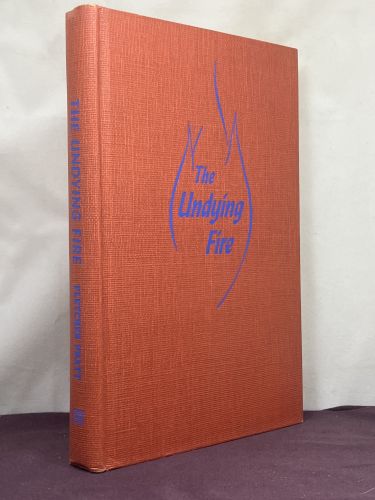 THE UNDYING FIRE
FLETCHER PRATT
The
Undying
Fire